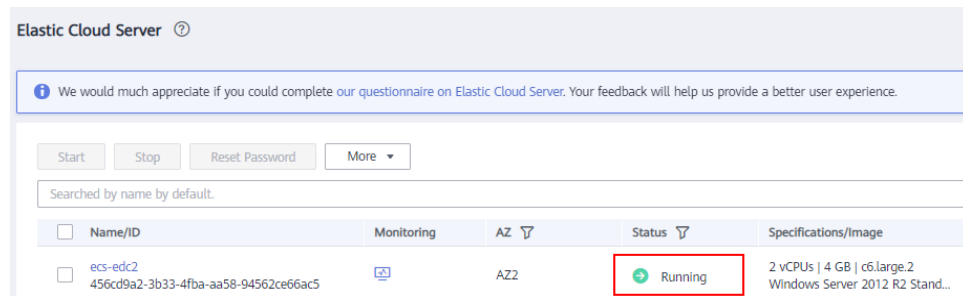 Elastic Cloud Server
We would much appreciate if you could complete our questionnaire on Elastic Cloud Server. Your feedback will help us provide a better user experience.
Start Stop Reset Password More
Searched by name by default.
Name/ID Monitoring AZ Status Specifications/Image
ecs-edc2
456cd9a2-3b33-4fba-aa58-94562ce66ac5
AZ2
Running
2 vCPUs | 4 GB | c6.large.2
Windows Server 2012 R2 Stand...